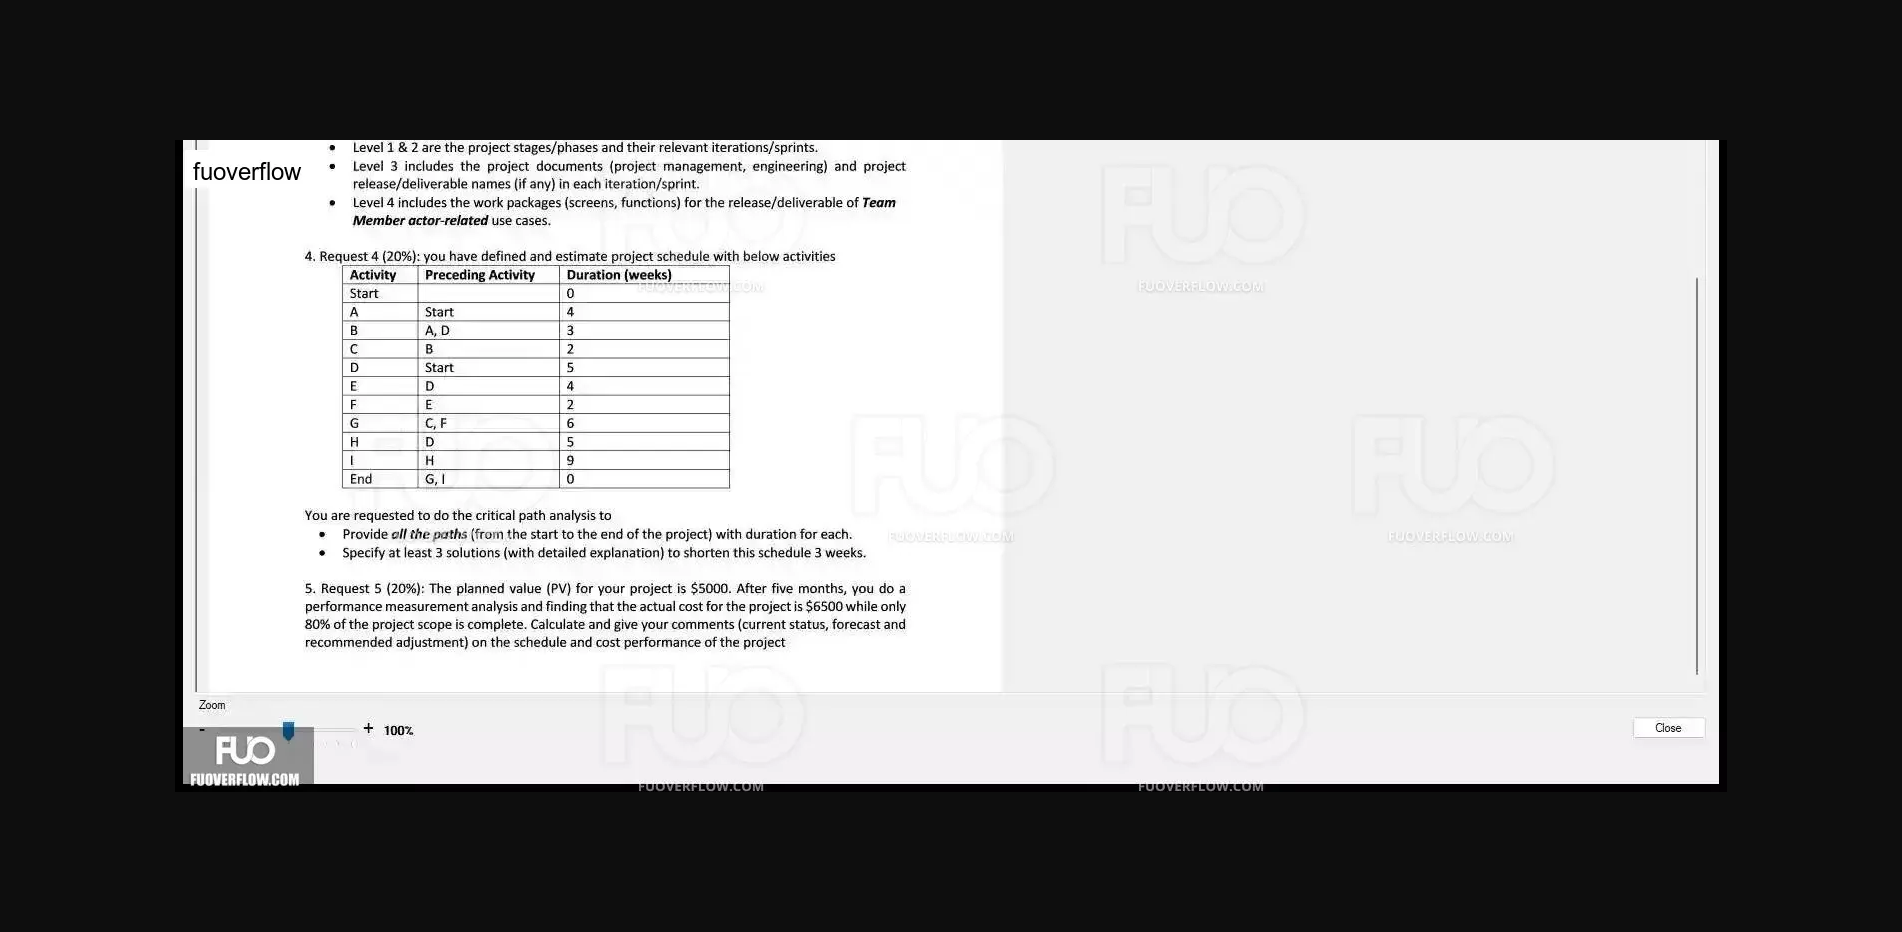 • Level 1 & 2 are the project stages/phases and their relevant iterations/sprints.
fuoverflow
• Level 3 includes the project documents (project management, engineering) and project
release/deliverable names (if any) in each iteration/sprint.
• Level 4 includes the work packages (screens, functions) for the release/deliverable of Team
Member actor-related use cases.
4. Request 4 (20%): you have defined and estimate project schedule with below activities
Activity Preceding Activity Duration (weeks)
Start 0
A Start 4
B A, D 3
C B 2
D Start 5
E D 4
F E 2
G C, F 6
H D 5
I H 9
End G, I 0
You are requested to do the critical path analysis to
• Provide all the paths (from the start to the end of the project) with duration for each.
• Specify at least 3 solutions (with detailed explanation) to shorten this schedule 3 weeks.
5. Request 5 (20%): The planned value (PV) for your project is $5000. After five months, you do a
performance measurement analysis and finding that the actual cost for the project is $6500 while only
80% of the project scope is complete. Calculate and give your comments (current status, forecast and
recommended adjustment) on the schedule and cost performance of the project
Zoom
- + 100%
Close
FUO
FUOVERFLOW.COM
FUO
FUOVERFLOW.COM
FUO
FUOVERFLOW.COM
FUO
FUOVERFLOW.COM
FUO
FUOVERFLOW.COM
FUO
FUOVERFLOW.COM
FUO
FUOVERFLOW.COM